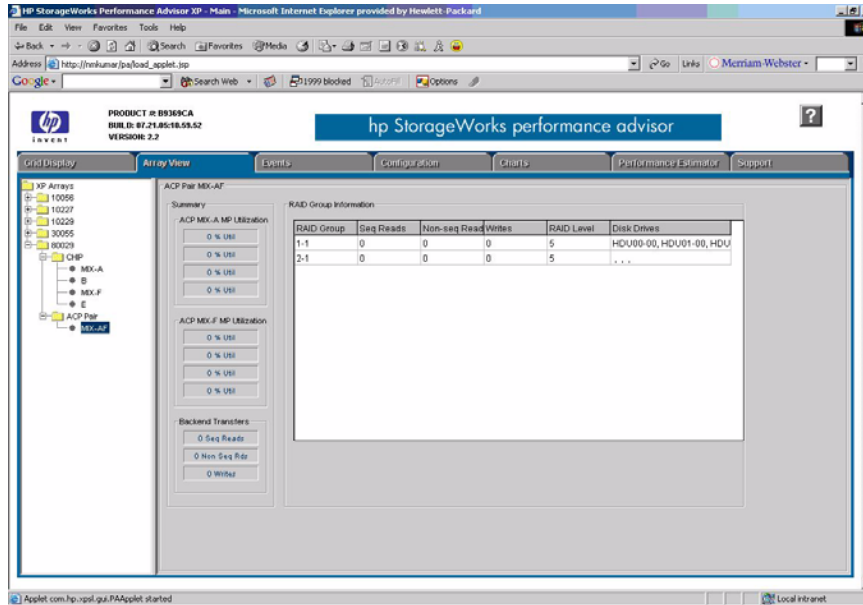 HP StorageWorks Performance Advisor XP - Main - Microsoft Internet Explorer provided by Hewlett-Packard
File Edit View Favorites Tools Help
Back Search Favorites Media
Address http://nmkumar/pa/load_applet.jsp Go Links Merriam-Webster
Google Search Web 1999 blocked AutoFill Options
hp
invent
PRODUCT #: B9369CA
BUILD: 07.21.05:10.59.52
VERSION: 2.2
hp StorageWorks performance advisor
?
Grid Display Array View Events Configuration Charts Performance Estimator Support
XP Arrays
10056
10227
10229
30055
80029
CHIP
MIX-A
B
MIX-F
E
ACP Pair
MIX-AF
ACP Pair MIX-AF
Summary
ACP MIX-A MP Utilization
0 % Util
0 % Util
0 % Util
0 % Util
ACP MIX-F MP Utilization
0 % Util
0 % Util
0 % Util
0 % Util
Backend Transfers
0 Seq Reads
0 Non Seq Rds
0 Writes
RAID Group Information
RAID Group Seq Reads Non-seq Read Writes RAID Level Disk Drives
1-1 0 0 0 5 HDU00-00, HDU01-00, HDU
2-1 0 0 0 5 , , ,
Applet com.hp.xpsl.gui.PAApplet started Local intranet